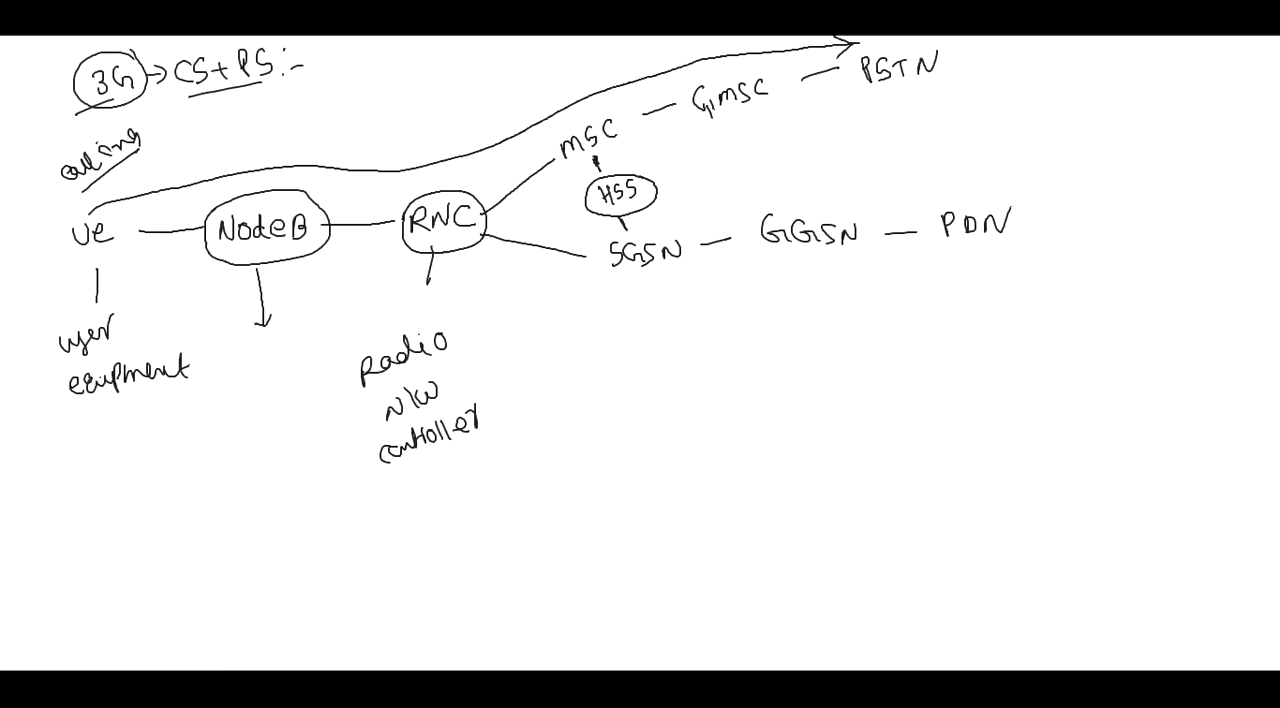 3G → CS+PS:-
calling
MSC — GMSC — PSTN
HSS
UE — NodeB — RNC
SGSN — GGSN — PDN
user
equipment
Radio
N/W
controller